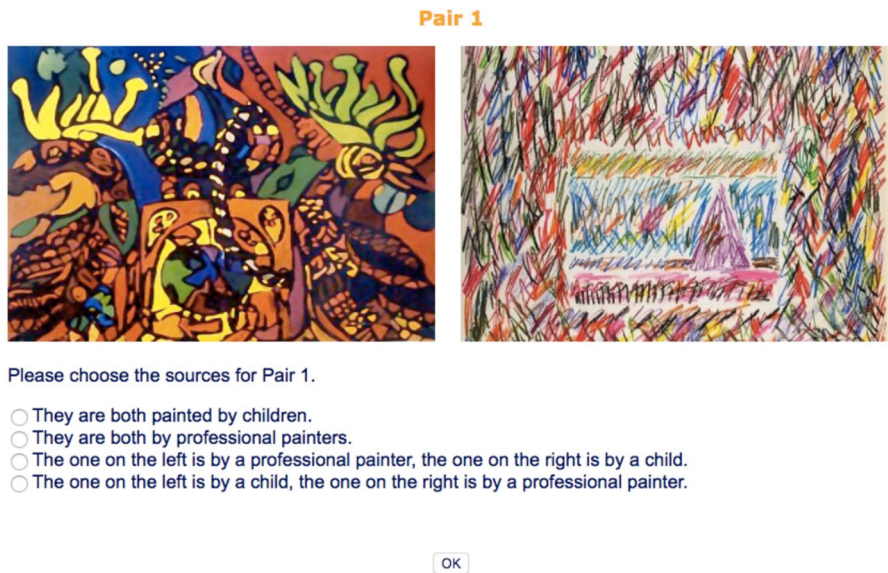 Pair 1
Please choose the sources for Pair 1.
They are both painted by children.
They are both by professional painters.
The one on the left is by a professional painter, the one on the right is by a child.
The one on the left is by a child, the one on the right is by a professional painter.
OK